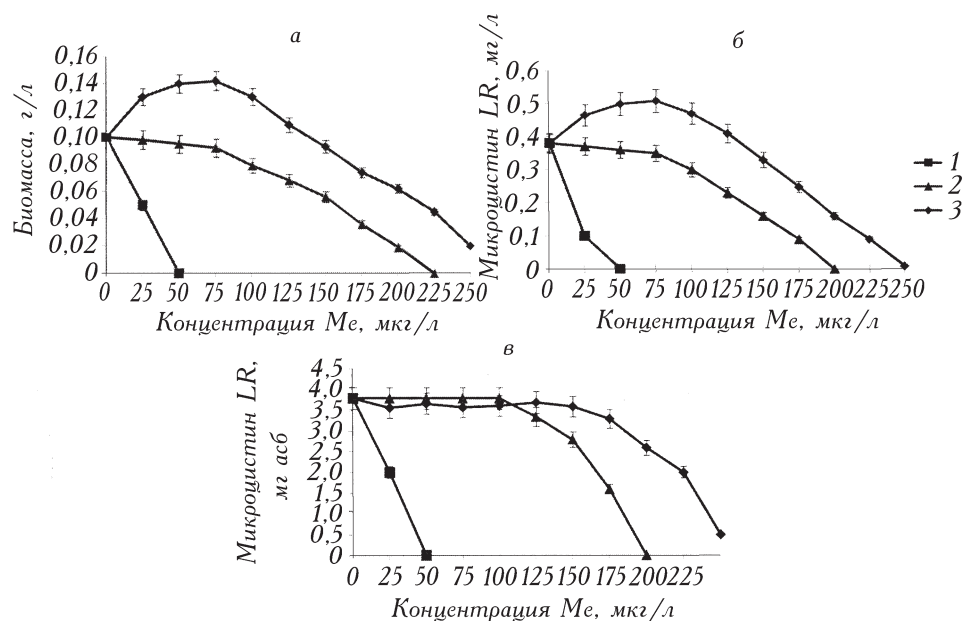 а
Биомасса, г/л
0,16
0,14
0,12
0,10
0,08
0,06
0,04
0,02
0
0 25 50 75 100 125 150 175 200 225 250
Концентрация Ме, мкг/л
б
Микроцистин LR, мг/л
0,6
0,5
0,4
0,3
0,2
0,1
0
0 25 50 75 100 125 150 175 200 225 250
Концентрация Ме, мкг/л
1
2
3
в
Микроцистин LR,
мг асб
4,5
4,0
3,5
3,0
2,5
2,0
1,5
1,0
0,5
0
0 25 50 75 100 125 150 175 200 225
Концентрация Ме, мкг/л